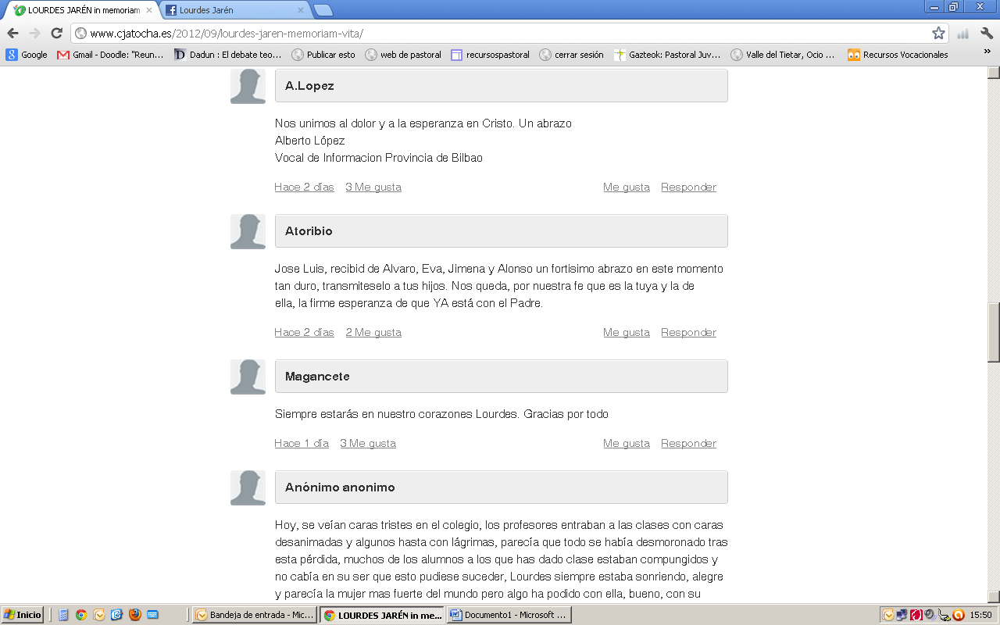 LOURDES JARÉN in memoriam
Lourdes Jarén
www.cjatocha.es/2012/09/lourdes-jaren-memoriam-vita/
Google
Gmail - Doodle: "Reun...
Dadun : El debate teo...
Publicar esto
web de pastoral
recursospastoral
cerrar sesión
Gazteok: Pastoral Juv...
Valle del Tietar, Ocio ...
Recursos Vocacionales
A.Lopez
Nos unimos al dolor y a la esperanza en Cristo. Un abrazo
Alberto López
Vocal de Informacion Provincia de Bilbao
Hace 2 días 3 Me gusta Me gusta Responder
Atoribio
Jose Luis, recibid de Alvaro, Eva, Jimena y Alonso un fortisimo abrazo en este momento
tan duro, transmiteselo a tus hijos. Nos queda, por nuestra fe que es la tuya y la de
ella, la firme esperanza de que YA está con el Padre.
Hace 2 días 2 Me gusta Me gusta Responder
Magancete
Siempre estarás en nuestro corazones Lourdes. Gracias por todo
Hace 1 día 3 Me gusta Me gusta Responder
Anónimo anonimo
Hoy, se veían caras tristes en el colegio, los profesores entraban a las clases con caras
desanimadas y algunos hasta con lágrimas, parecía que todo se había desmoronado tras
esta pérdida, muchos de los alumnos a los que has dado clase estaban compungidos y
no cabía en su ser que esto pudiese suceder, Lourdes siempre estaba sonriendo, alegre
y parecía la mujer mas fuerte del mundo pero algo ha podido con ella, bueno, con su
Inicio
Bandeja de entrada - Mic...
LOURDES JARÉN in me...
Documento1 - Microsoft ...
15:50